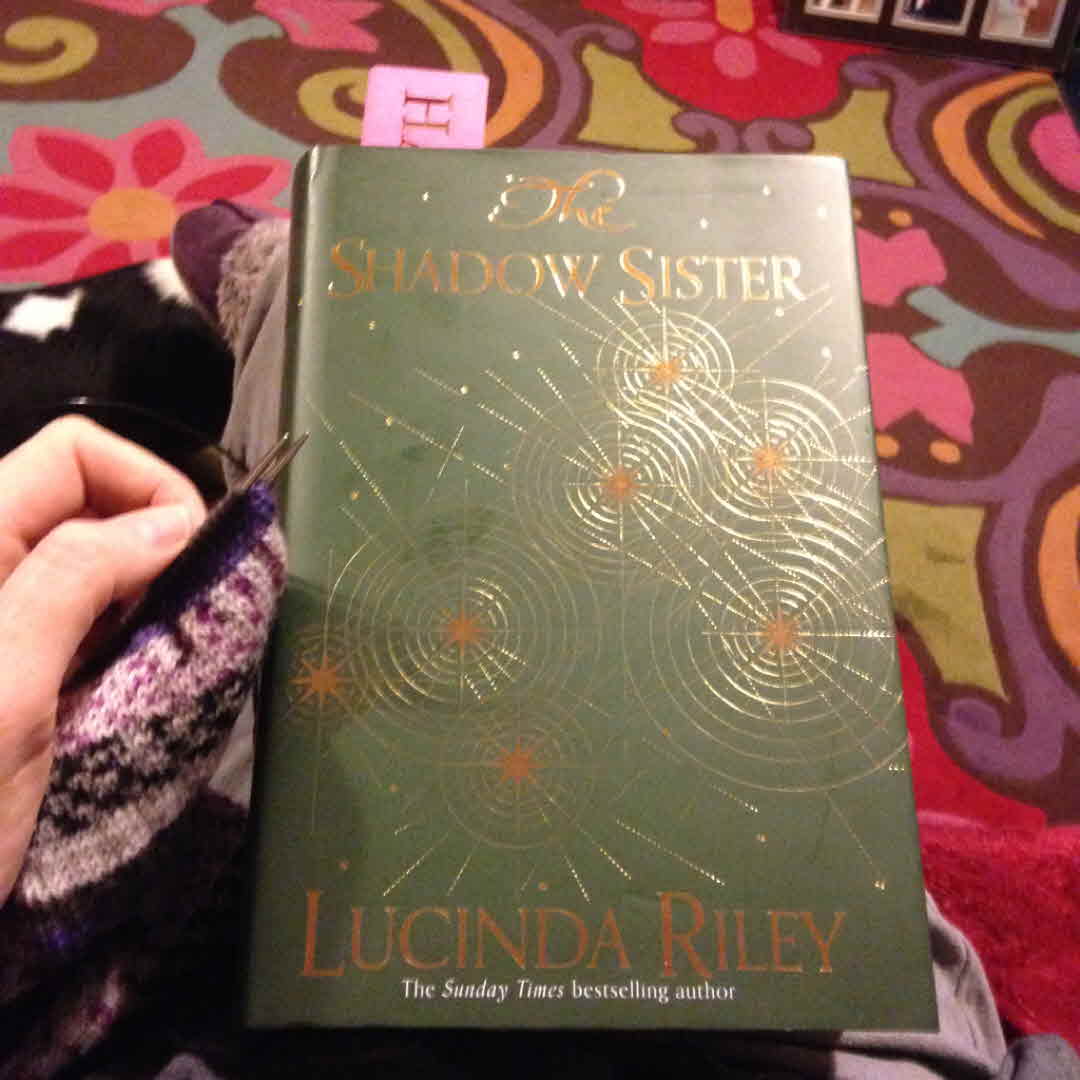 The
SHADOW SISTER
LUCINDA RILEY
The Sunday Times bestselling author